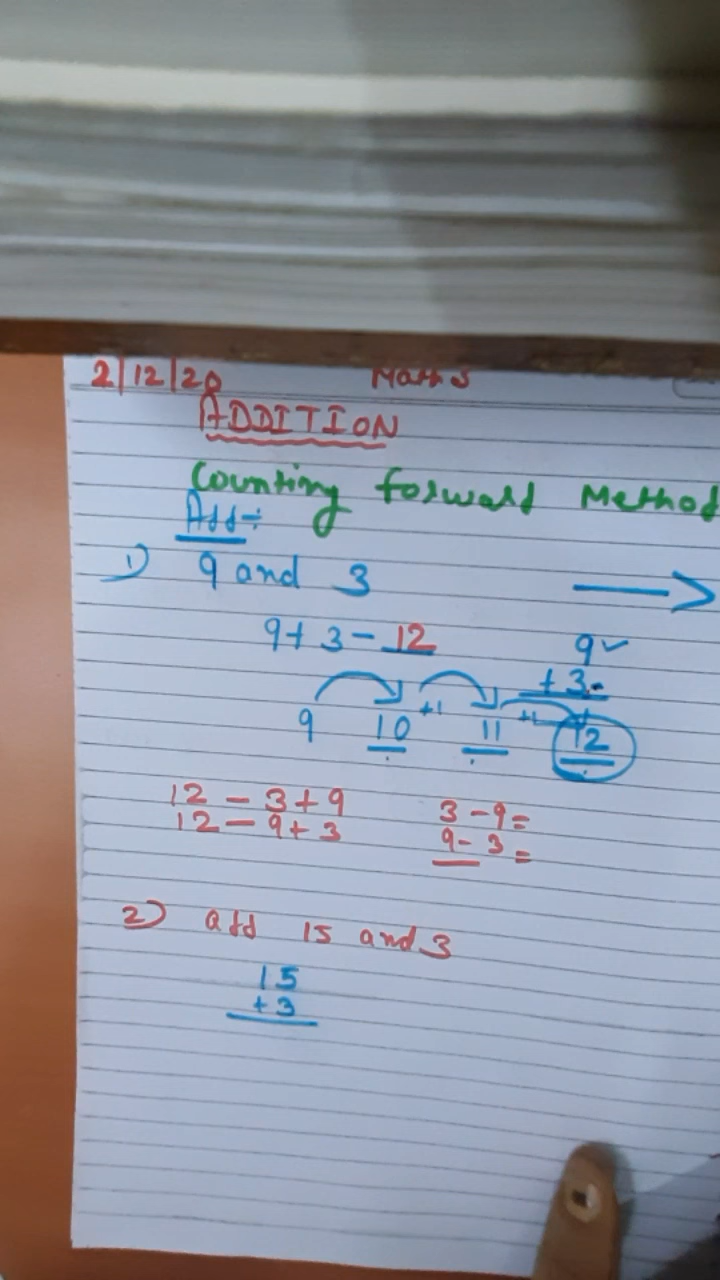 2/12/20 Maths
ADDITION
Counting forward Method
Add:-
1) 9 and 3
9+ 3 - 12
9
+ 3
9 10 +1 11 +1 12
12 - 3+9
12 - 9+3
3 - 9 =
9 - 3 =
2) add 15 and 3
15
+ 3